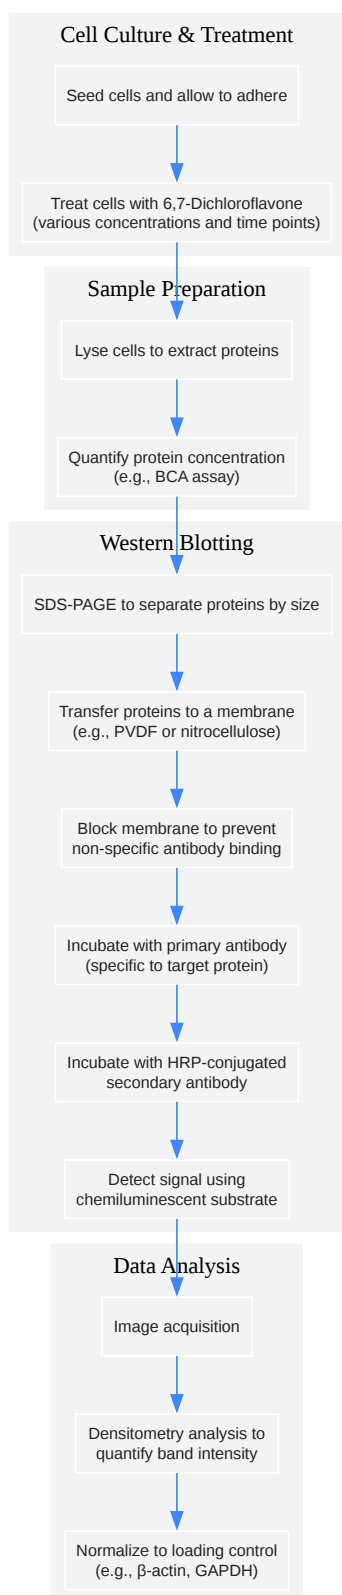 Cell Culture & Treatment
Seed cells and allow to adhere
Treat cells with 6,7-Dichloroflavone
(various concentrations and time points)
Sample Preparation
Lyse cells to extract proteins
Quantify protein concentration
(e.g., BCA assay)
Western Blotting
SDS-PAGE to separate proteins by size
Transfer proteins to a membrane
(e.g., PVDF or nitrocellulose)
Block membrane to prevent
non-specific antibody binding
Incubate with primary antibody
(specific to target protein)
Incubate with HRP-conjugated
secondary antibody
Detect signal using
chemiluminescent substrate
Data Analysis
Image acquisition
Densitometry analysis to
quantify band intensity
Normalize to loading control
(e.g., β-actin, GAPDH)